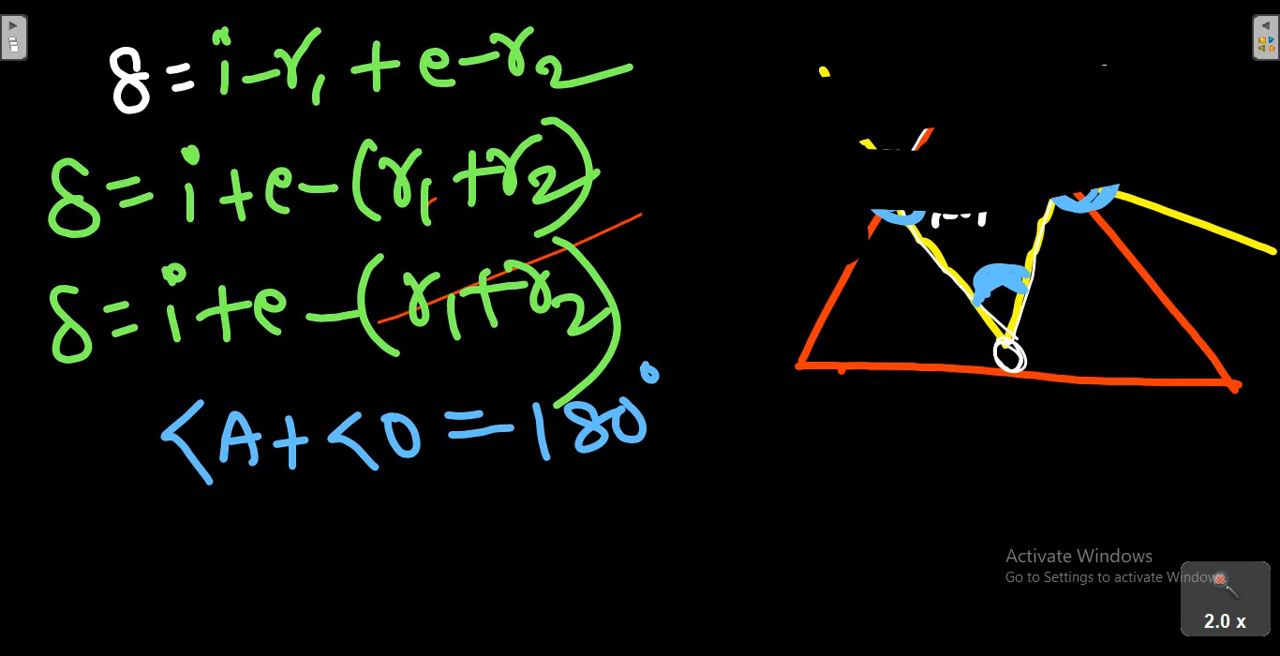 δ = i - r₁ + e - r₂
δ = i + e - (r₁ + r₂)
δ = i + e - (r₁ + r₂)
<A + <O = 180°
Activate Windows
Go to Settings to activate Windows
2.0 x